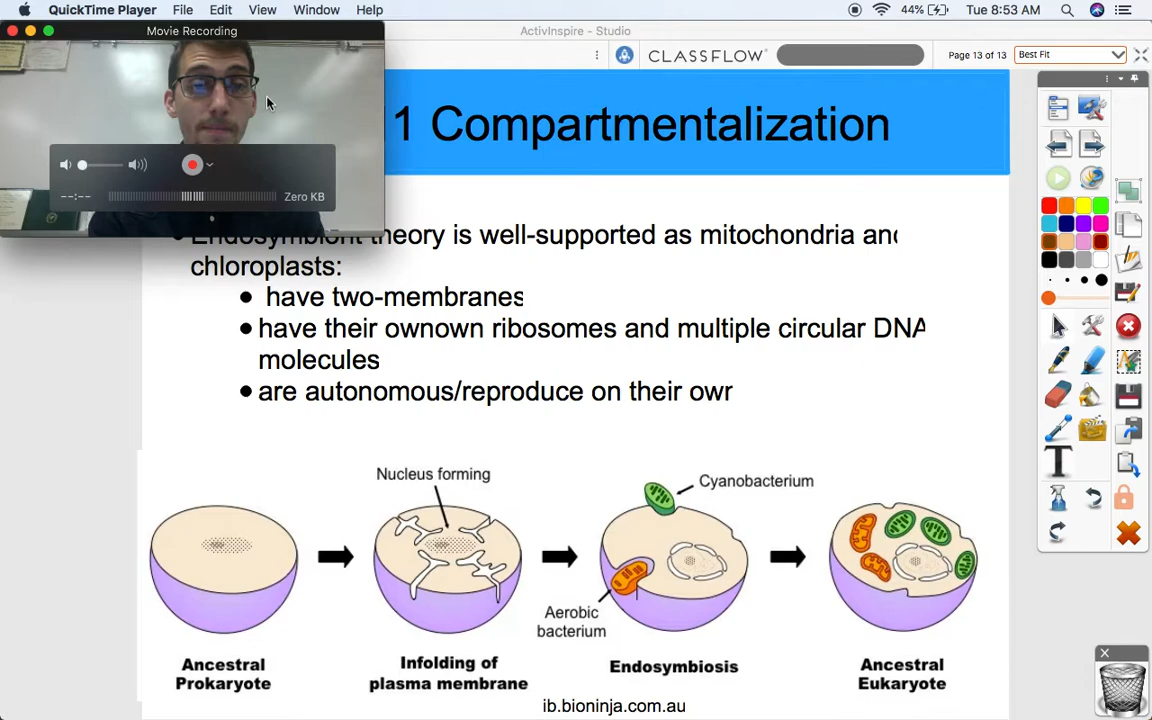 QuickTime Player File Edit View Window Help 44% Tue 8:53 AM
Movie Recording
ActivInspire - Studio
CLASSFLOW Page 13 of 13 Best Fit
1 Compartmentalization
--:-- Zero KB
Endosymbiont theory is well-supported as mitochondria and
chloroplasts:
● have two-membranes
● have their ownown ribosomes and multiple circular DNA
molecules
● are autonomous/reproduce on their owr
Nucleus forming
Cyanobacterium
Aerobic
bacterium
Ancestral
Prokaryote
Infolding of
plasma membrane
Endosymbiosis
Ancestral
Eukaryote
ib.bioninja.com.au